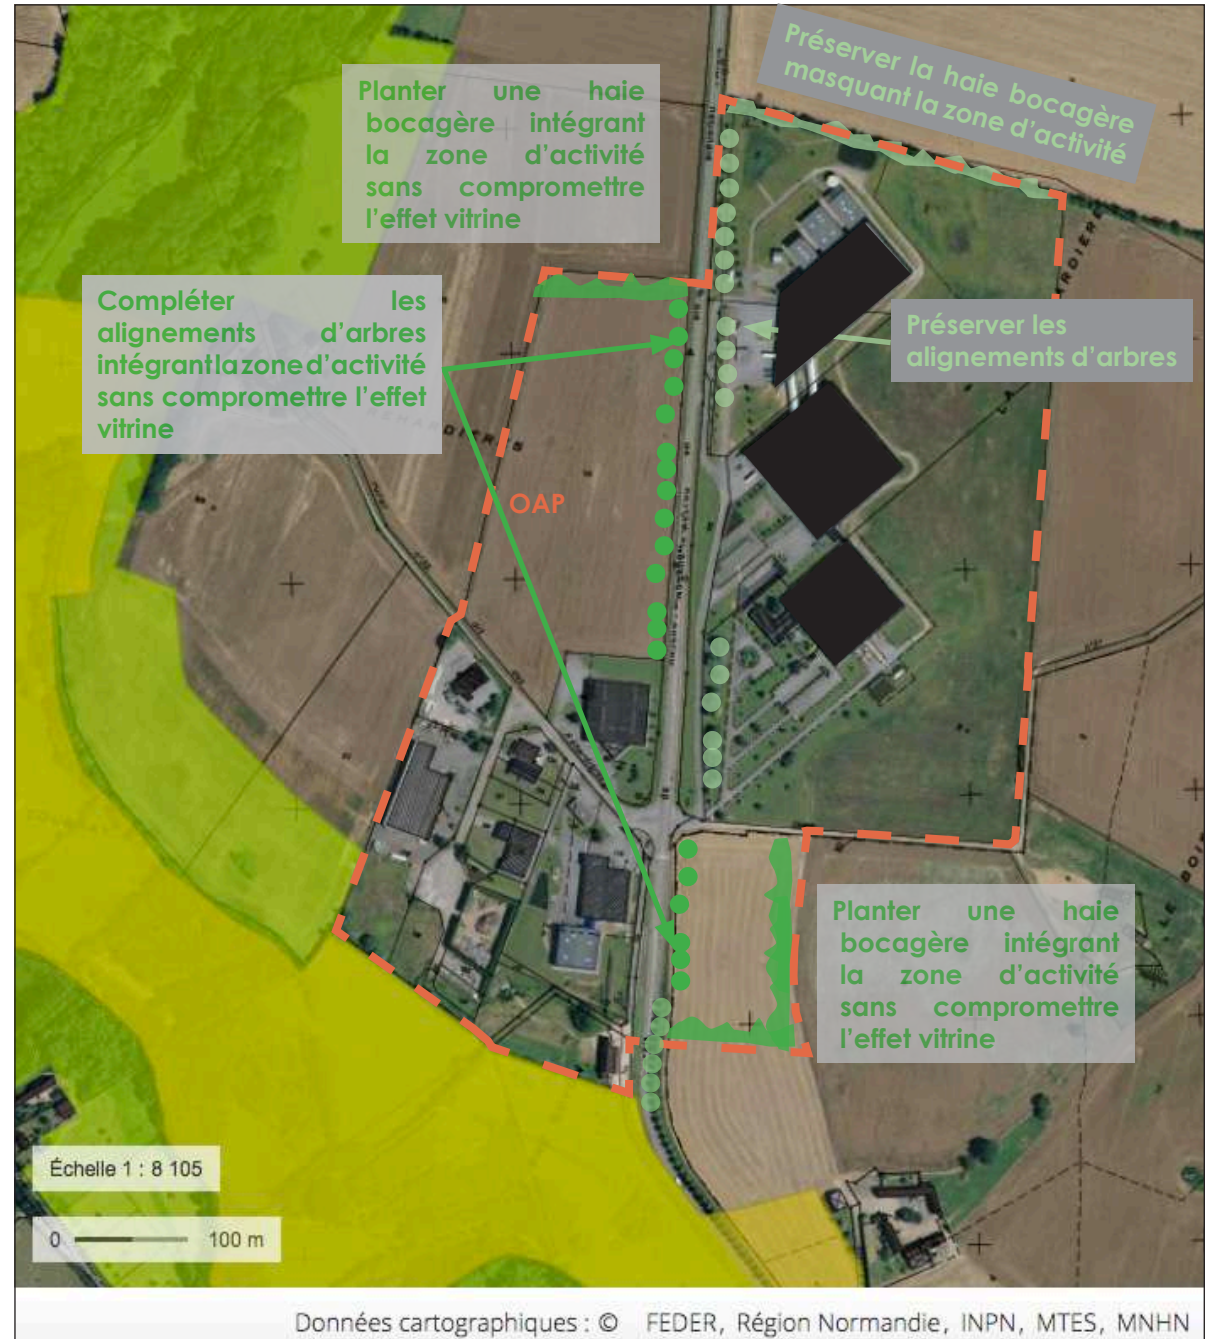 Préserver la haie bocagère
masquant la zone d'activité
Planter une haie
bocagère intégrant
la zone d'activité
sans compromettre
l'effet vitrine
Compléter les
alignements d'arbres
intégrant la zone d'activité
sans compromettre l'effet
vitrine
Préserver les
alignements d'arbres
OAP
Planter une haie
bocagère intégrant
la zone d'activité
sans compromettre
l'effet vitrine
Échelle 1 : 8 105
0 100 m
Données cartographiques : © FEDER, Région Normandie, INPN, MTES, MNHN